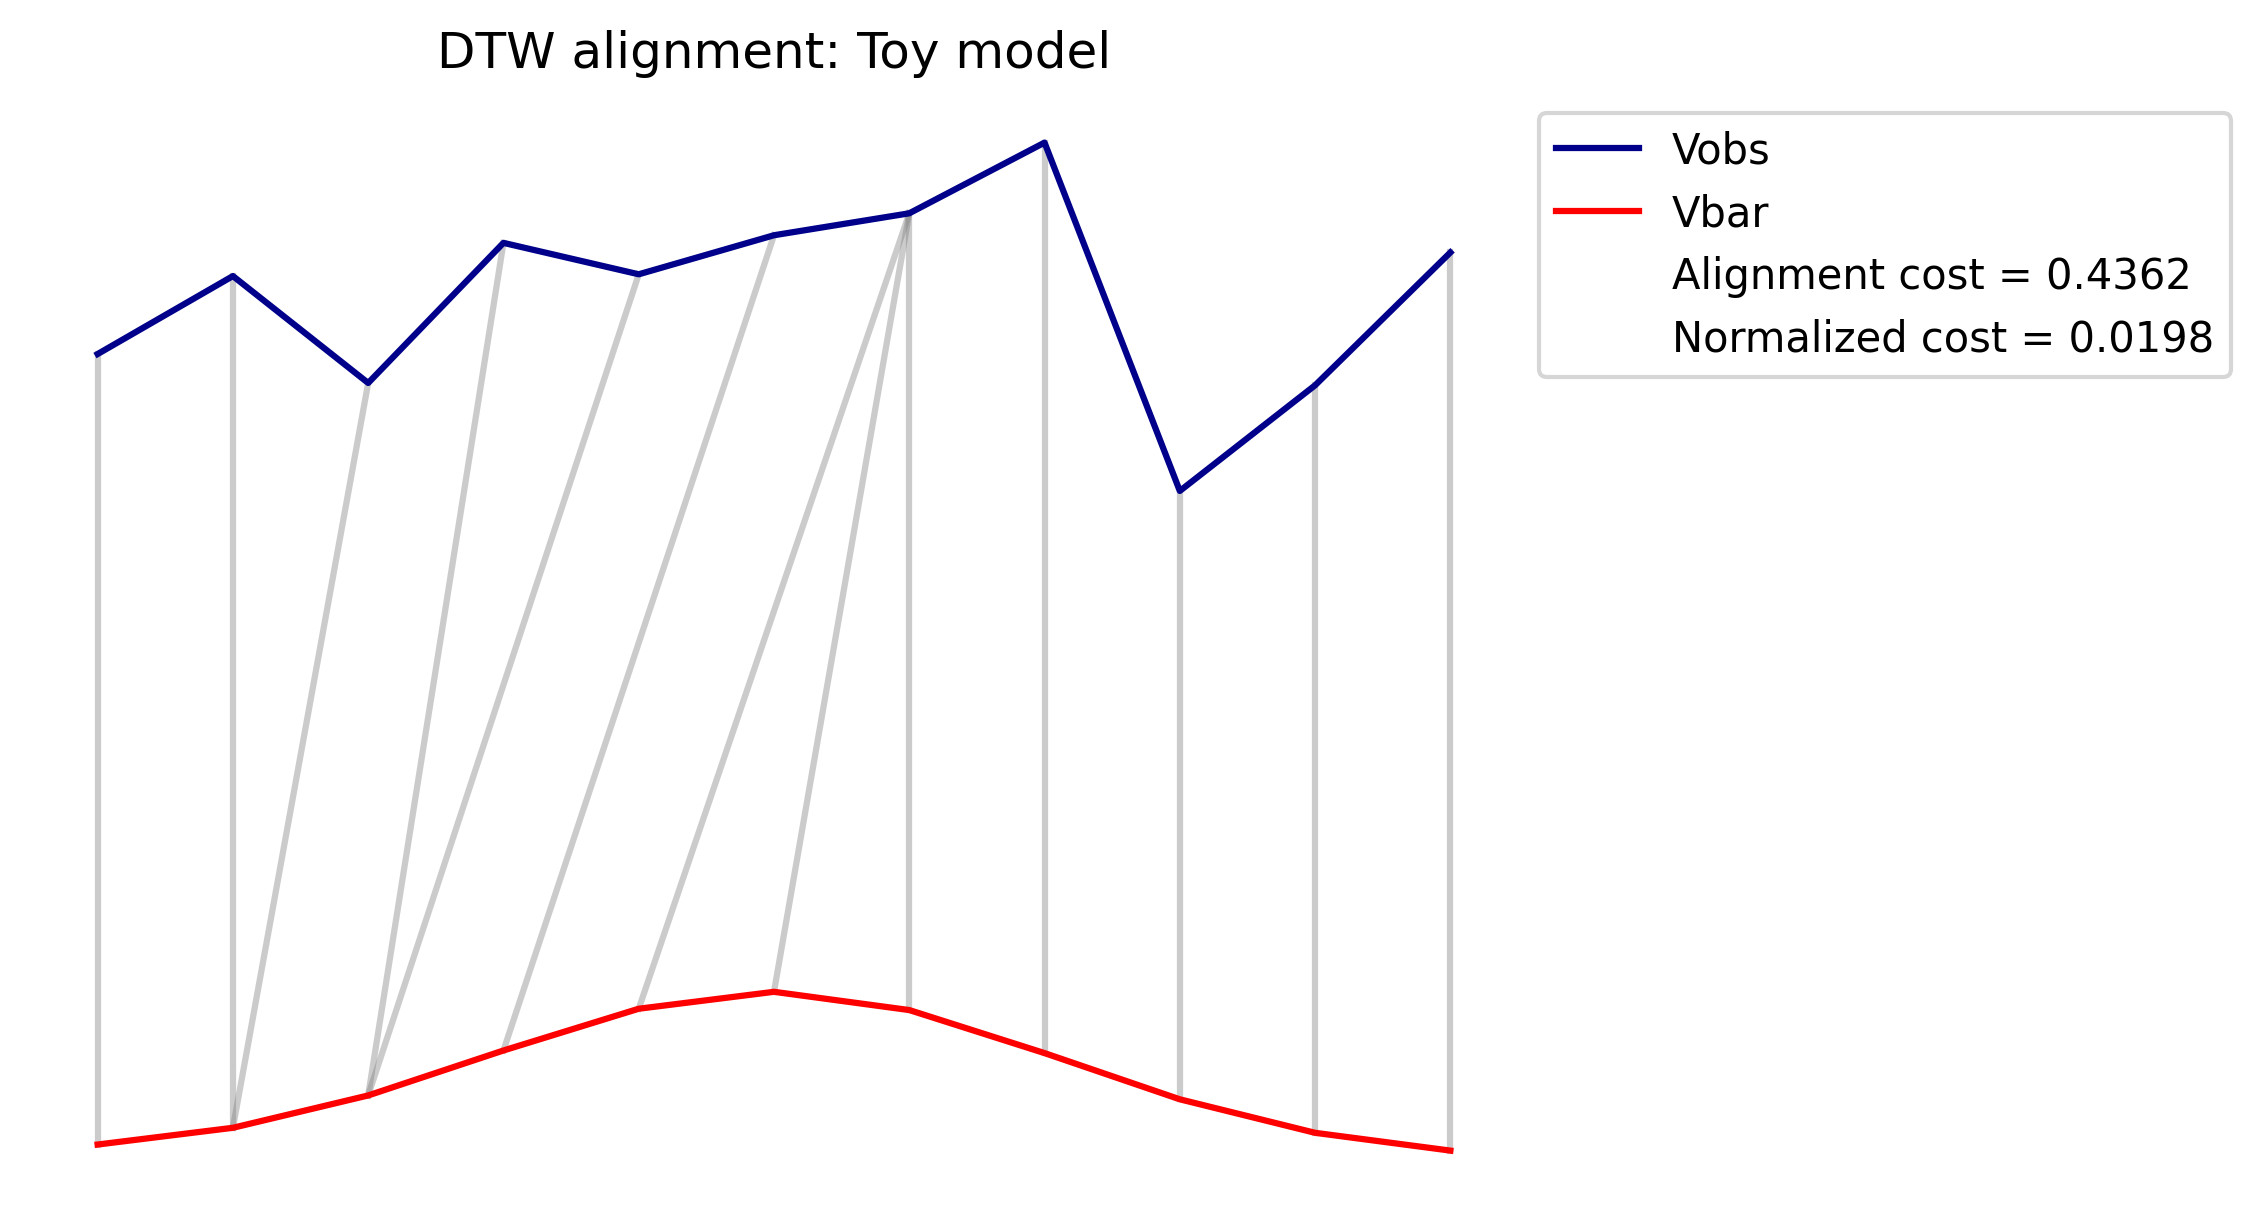 DTW alignment: Toy model
Vobs
Vbar
Alignment cost = 0.4362
Normalized cost = 0.0198